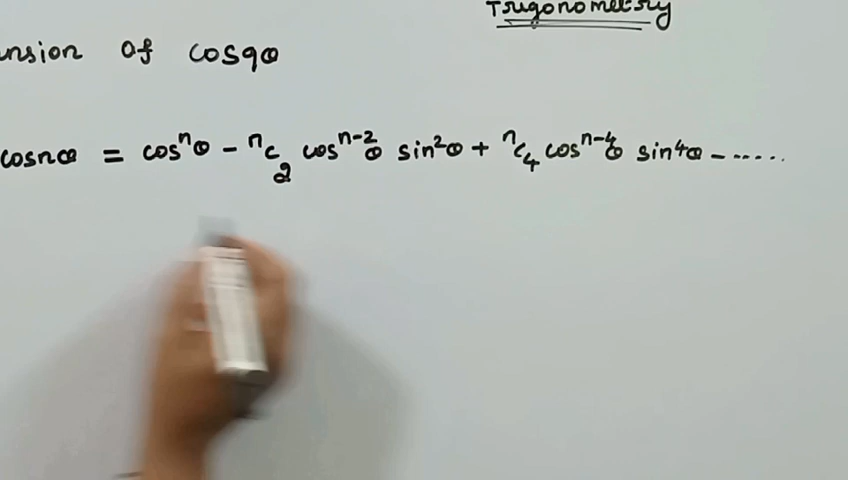 Trigonometry
nsion of cos9θ
cosnθ = cosⁿθ - ⁿC₂ cosⁿ⁻²θ sin²θ + ⁿC₄ cosⁿ⁻⁴θ sin⁴θ - .....